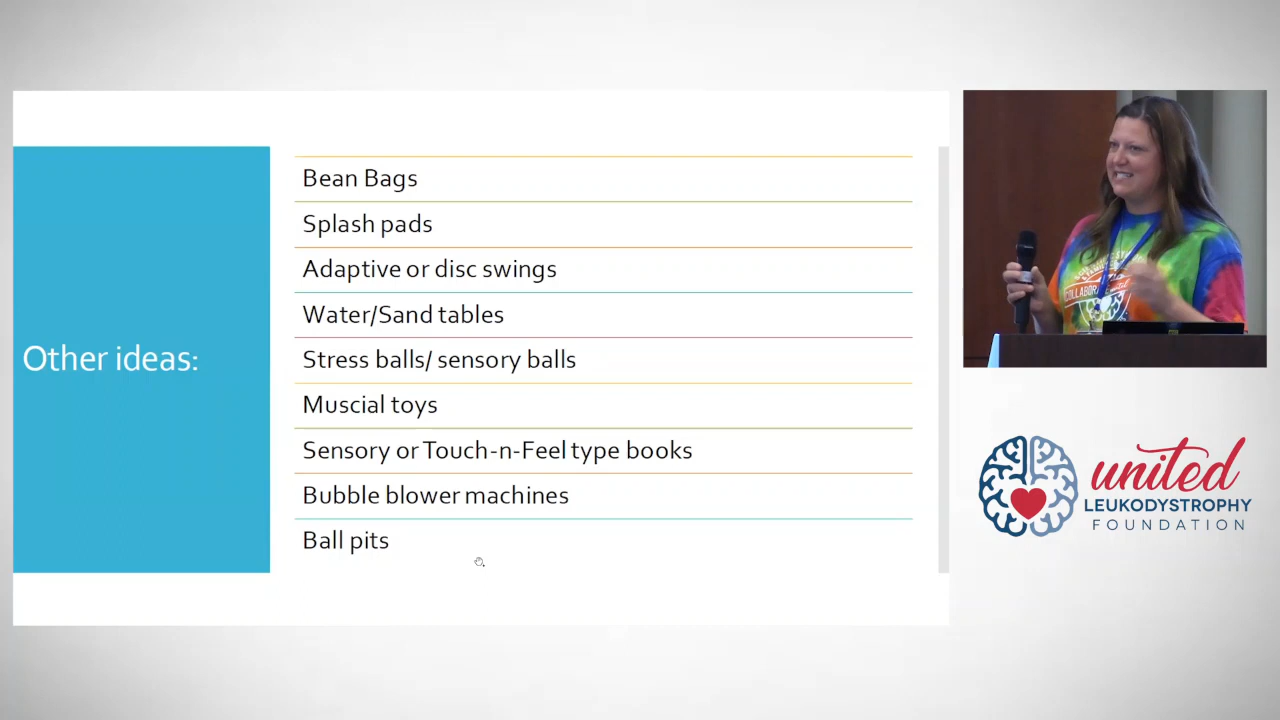 Other ideas:
Bean Bags
Splash pads
Adaptive or disc swings
Water/Sand tables
Stress balls/ sensory balls
Muscial toys
Sensory or Touch-n-Feel type books
Bubble blower machines
Ball pits
COLLABORATE
united
LEUKODYSTROPHY
FOUNDATION